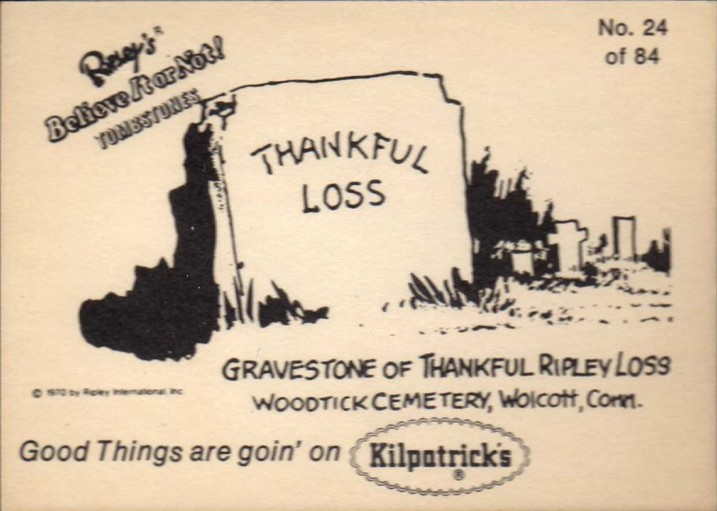 Ripley's®
Believe It or Not!
TOMBSTONES
No. 24
of 84
THANKFUL
LOSS
GRAVESTONE OF THANKFUL RIPLEY LOSS
WOODTICK CEMETERY, Wolcott, Conn.
© 1970 by Ripley International, Inc.
Good Things are goin' on Kilpatrick's®